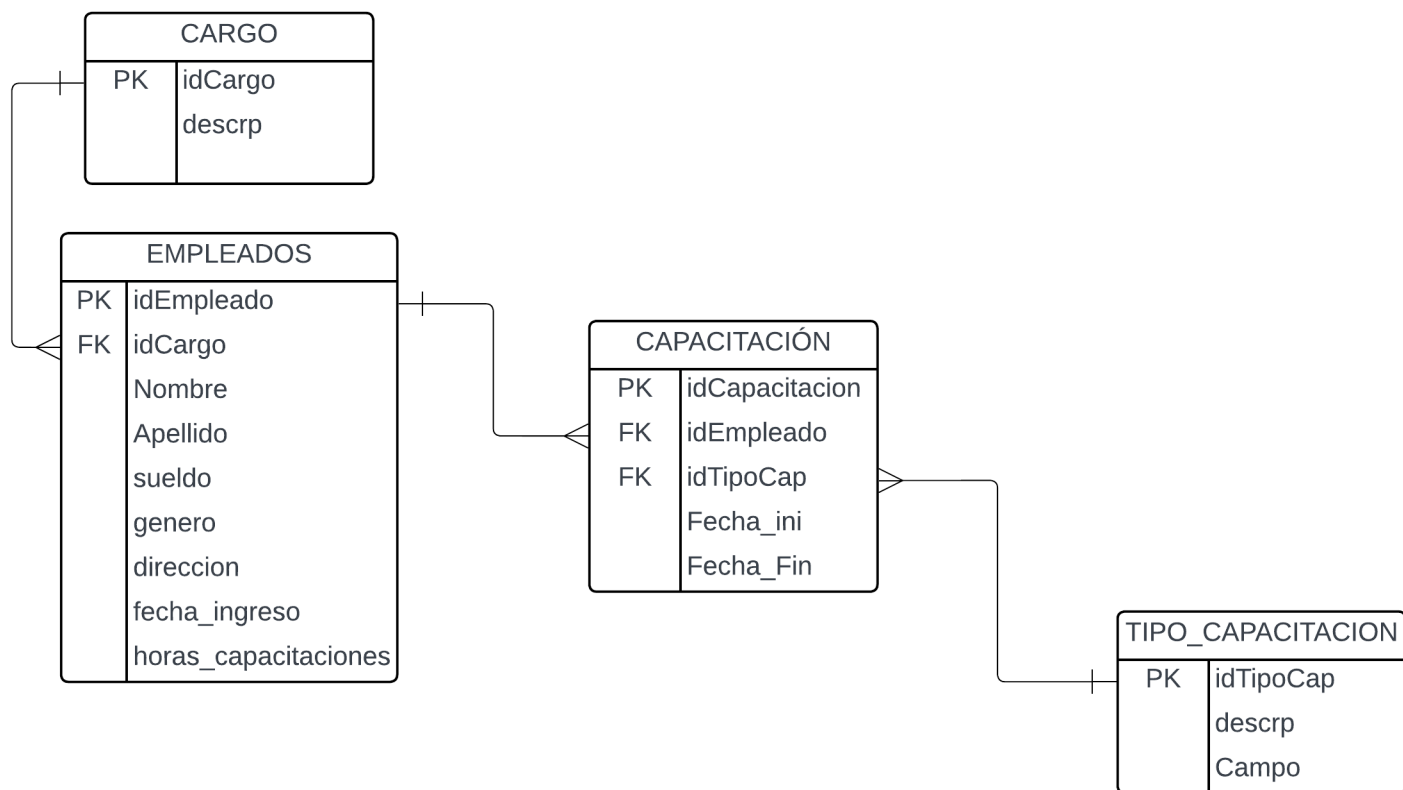 CARGO
PK idCargo
descrp
EMPLEADOS
PK idEmpleado
FK idCargo
Nombre
Apellido
sueldo
genero
direccion
fecha_ingreso
horas_capacitaciones
CAPACITACIÓN
PK idCapacitacion
FK idEmpleado
FK idTipoCap
Fecha_ini
Fecha_Fin
TIPO_CAPACITACION
PK idTipoCap
descrp
Campo